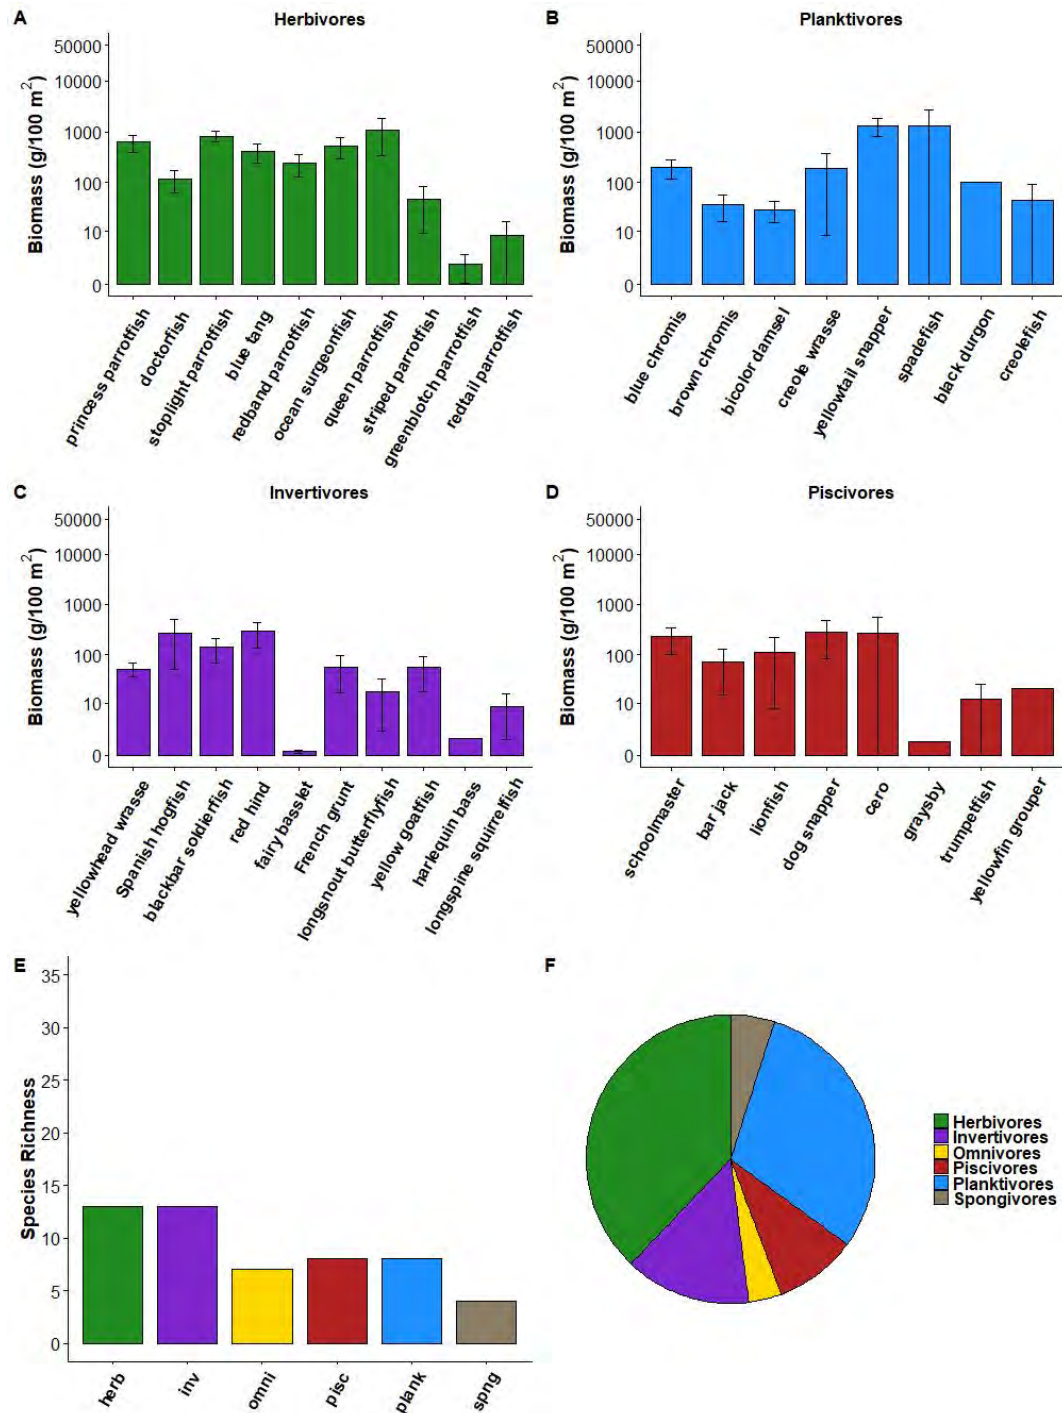 A
Herbivores
Biomass (g/100 m²)
50000
10000
1000
100
10
0
princess parrotfish
doctorfish
stoplight parrotfish
blue tang
redband parrotfish
ocean surgeonfish
queen parrotfish
striped parrotfish
greenblotch parrotfish
redtail parrotfish
B
Planktivores
Biomass (g/100 m²)
50000
10000
1000
100
10
0
blue chromis
brown chromis
bicolor damsel
creole wrasse
yellowtail snapper
spadefish
black durgon
creolefish
C
Invertivores
Biomass (g/100 m²)
50000
10000
1000
100
10
0
yellowhead wrasse
Spanish hogfish
blackbar soldierfish
red hind
fairy basslet
French grunt
longsnout butterflyfish
yellow goatfish
harlequin bass
longspine squirrelfish
D
Piscivores
Biomass (g/100 m²)
50000
10000
1000
100
10
0
schoolmaster
bar jack
lionfish
dog snapper
cero
graysby
trumpetfish
yellowfin grouper
E
Species Richness
35
30
25
20
15
10
5
0
herb
inv
omni
pisc
plank
spng
F
Herbivores
Invertivores
Omnivores
Piscivores
Planktivores
Spongivores